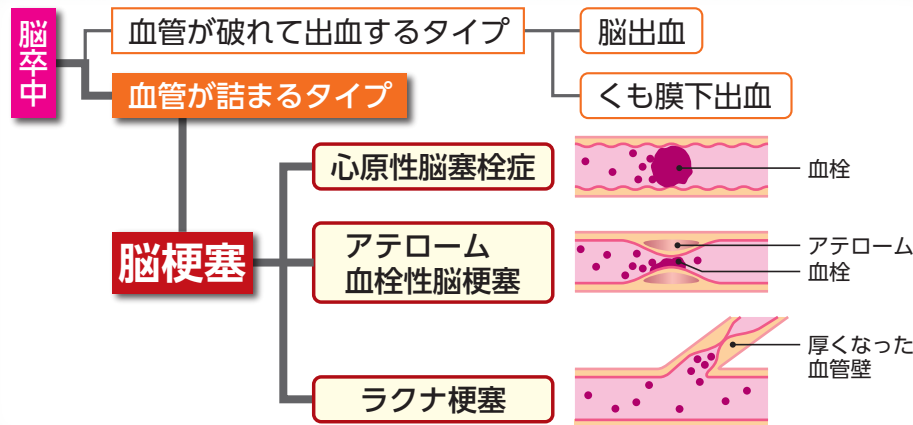 脳卒中
血管が破れて出血するタイプ
脳出血
くも膜下出血
血管が詰まるタイプ
脳梗塞
心原性脳塞栓症
血栓
アテローム
血栓性脳梗塞
アテローム
血栓
ラクナ梗塞
厚くなった
血管壁